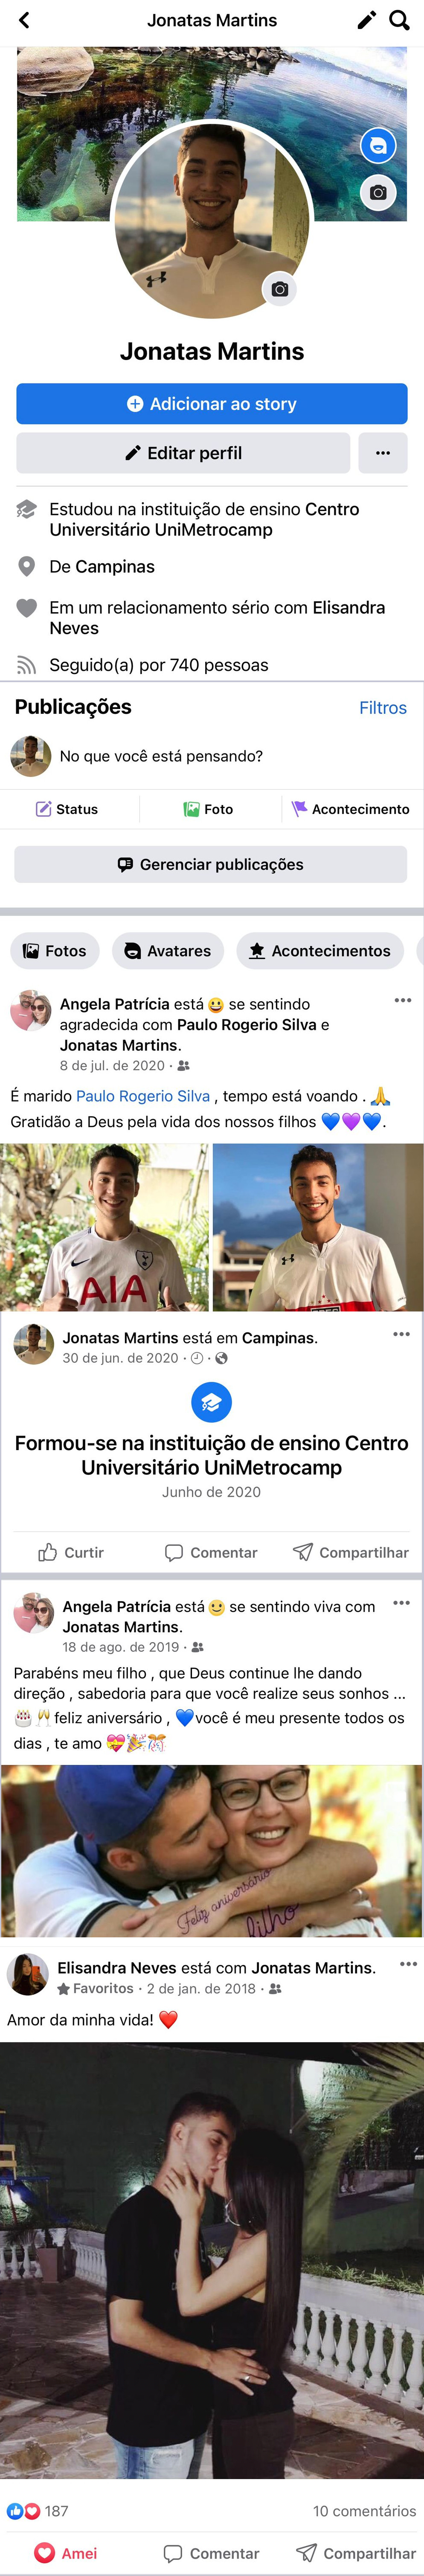 Jonatas Martins
Jonatas Martins
Adicionar ao story
Editar perfil
Estudou na instituição de ensino Centro
Universitário UniMetrocamp
De Campinas
Em um relacionamento sério com Elisandra
Neves
Seguido(a) por 740 pessoas
Publicações
Filtros
No que você está pensando?
Status
Foto
Acontecimento
Gerenciar publicações
Fotos
Avatares
Acontecimentos
Angela Patrícia está 😀 se sentindo
agradecida com Paulo Rogerio Silva e
Jonatas Martins.
8 de jul. de 2020 ·
É marido Paulo Rogerio Silva , tempo está voando . 🙏
Gratidão a Deus pela vida dos nossos filhos 💙💜💙.
AIA
Jonatas Martins está em Campinas.
30 de jun. de 2020 · ·
Formou-se na instituição de ensino Centro
Universitário UniMetrocamp
Junho de 2020
Curtir
Comentar
Compartilhar
Angela Patrícia está 🙂 se sentindo viva com
Jonatas Martins.
18 de ago. de 2019 ·
Parabéns meu filho , que Deus continue lhe dando
direção , sabedoria para que você realize seus sonhos ...
🎂🥂feliz aniversário , 💙você é meu presente todos os
dias , te amo 💝🎉🎊
Feliz aniversário
filho
Elisandra Neves está com Jonatas Martins.
Favoritos · 2 de jan. de 2018 ·
Amor da minha vida! ❤️
187
10 comentários
Amei
Comentar
Compartilhar